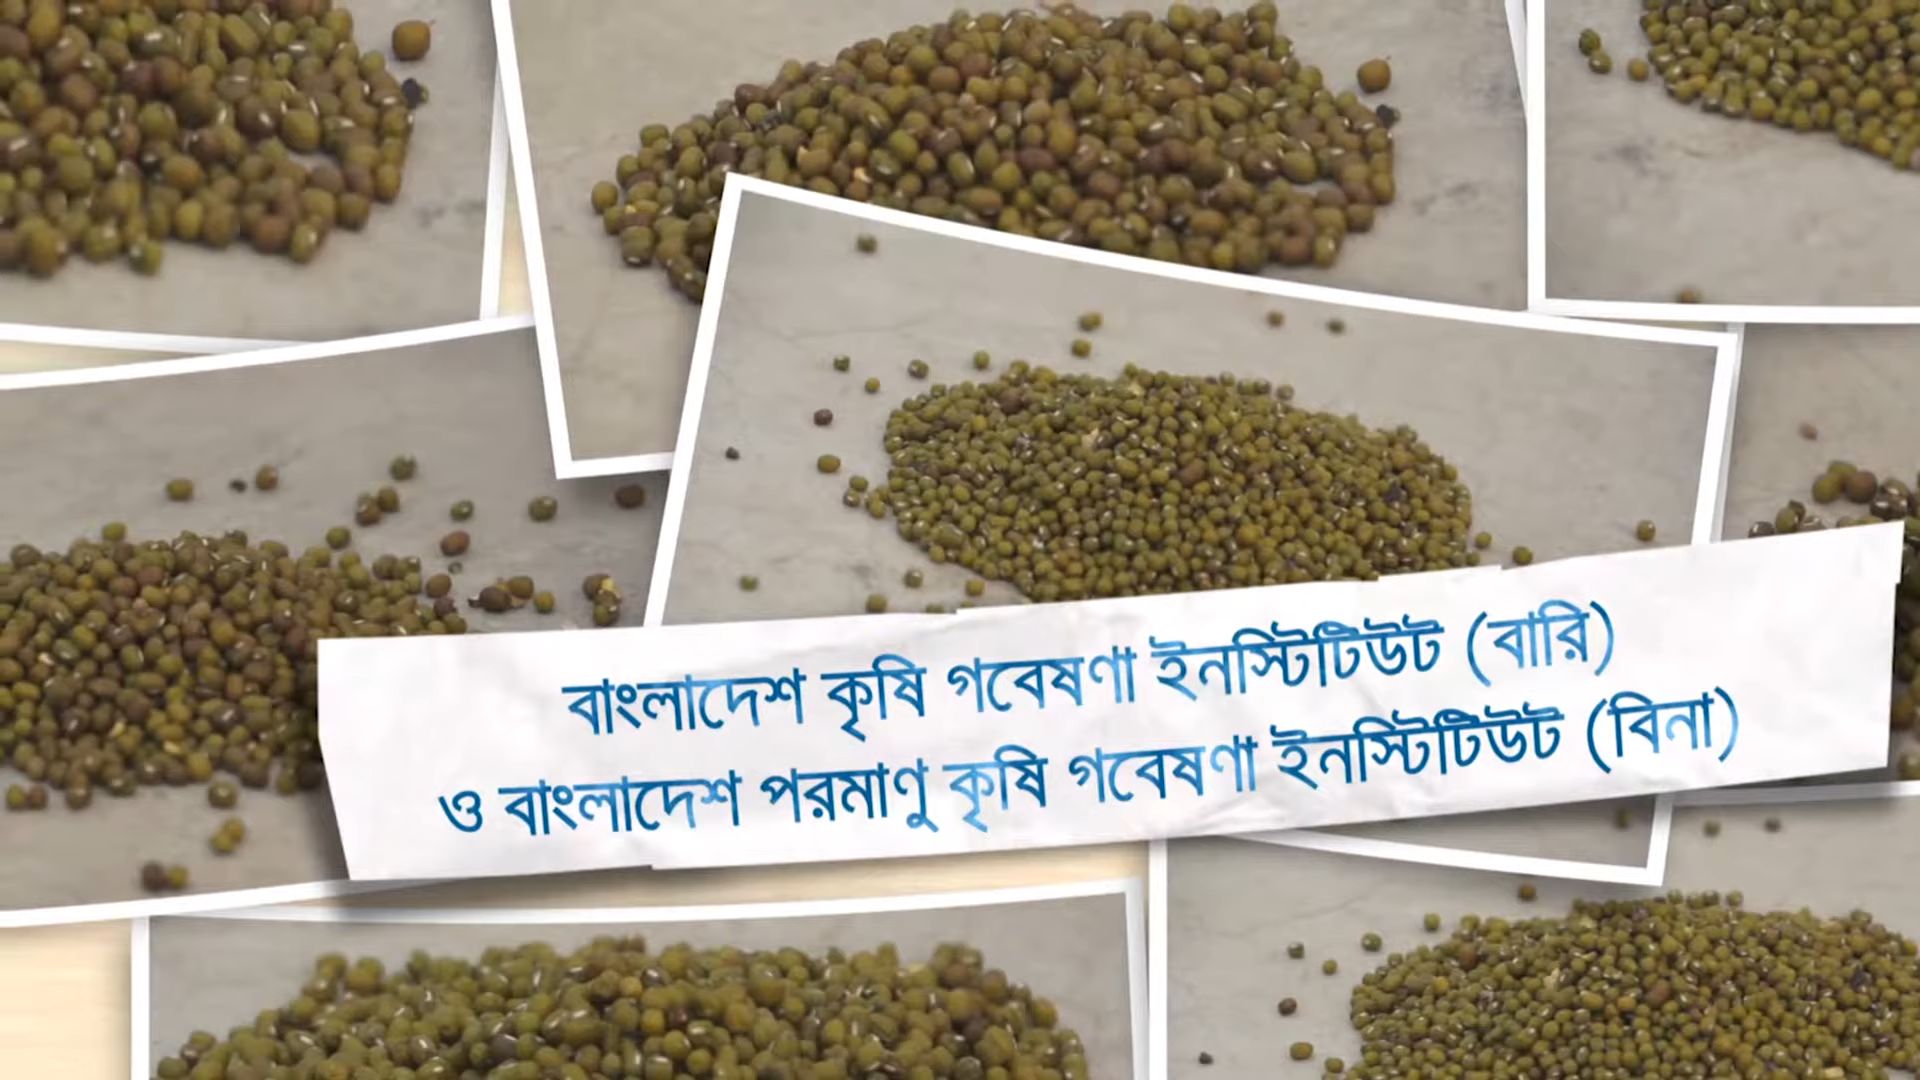 বাংলাদেশ কৃষি গবেষণা ইনস্টিটিউট (বারি)
ও বাংলাদেশ পরমাণু কৃষি গবেষণা ইনস্টিটিউট (বিনা)